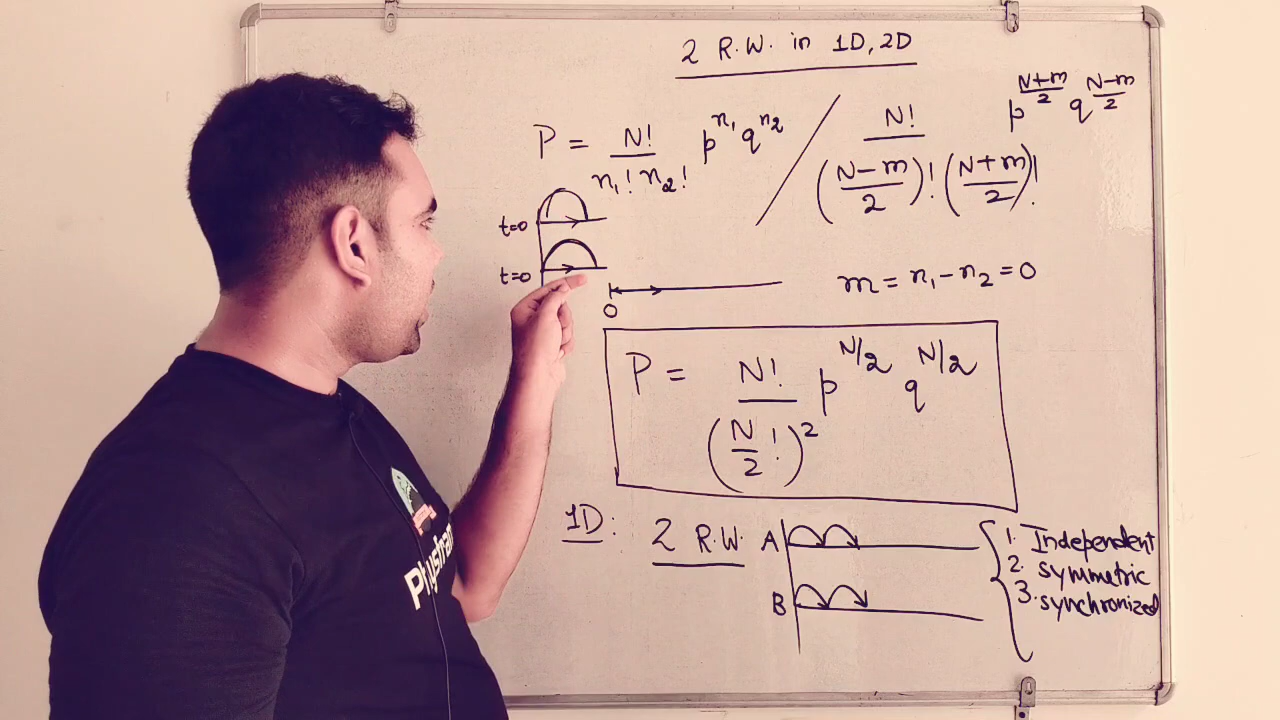 2 R.W. in 1D, 2D
P = N! / n₁! n₂! p^n₁ q^n₂ / N! / (N-m/2)! (N+m/2)! p^(N+m/2) q^(N-m/2)
t=0
t=0
0
m = n₁ - n₂ = 0
P = N! / (N/2 !)² p^N/2 q^N/2
1D: 2 R.W. A
B
1. Independent
2. symmetric
3. synchronized